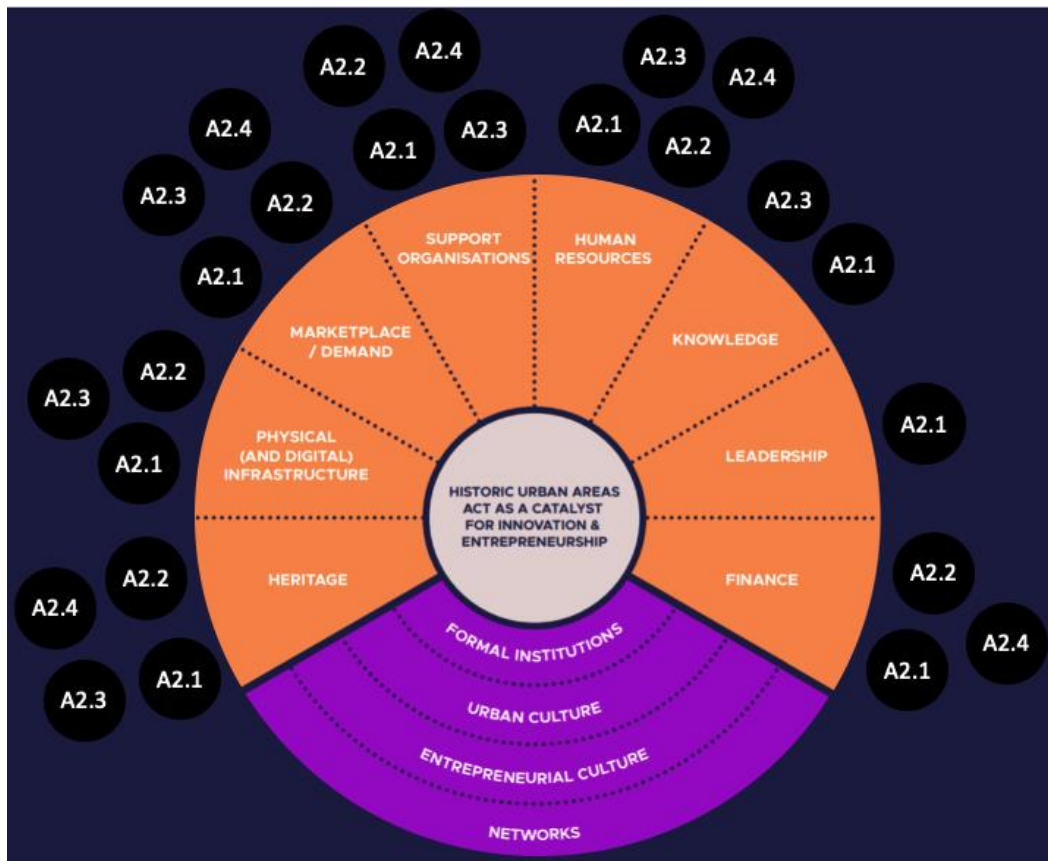 A2.4
A2.2
A2.3
A2.4
A2.1
A2.3
A2.1
A2.2
A2.4
A2.3
A2.2
A2.1
A2.3
A2.1
A2.2
A2.3
A2.1
A2.1
A2.2
A2.4
A2.1
A2.2
A2.4
A2.3
A2.1
SUPPORT
ORGANISATIONS
HUMAN
RESOURCES
MARKETPLACE
/ DEMAND
KNOWLEDGE
PHYSICAL
(AND DIGITAL)
INFRASTRUCTURE
LEADERSHIP
HERITAGE
FINANCE
HISTORIC URBAN AREAS
ACT AS A CATALYST
FOR INNOVATION &
ENTREPRENEURSHIP
FORMAL INSTITUTIONS
URBAN CULTURE
ENTREPRENEURIAL CULTURE
NETWORKS